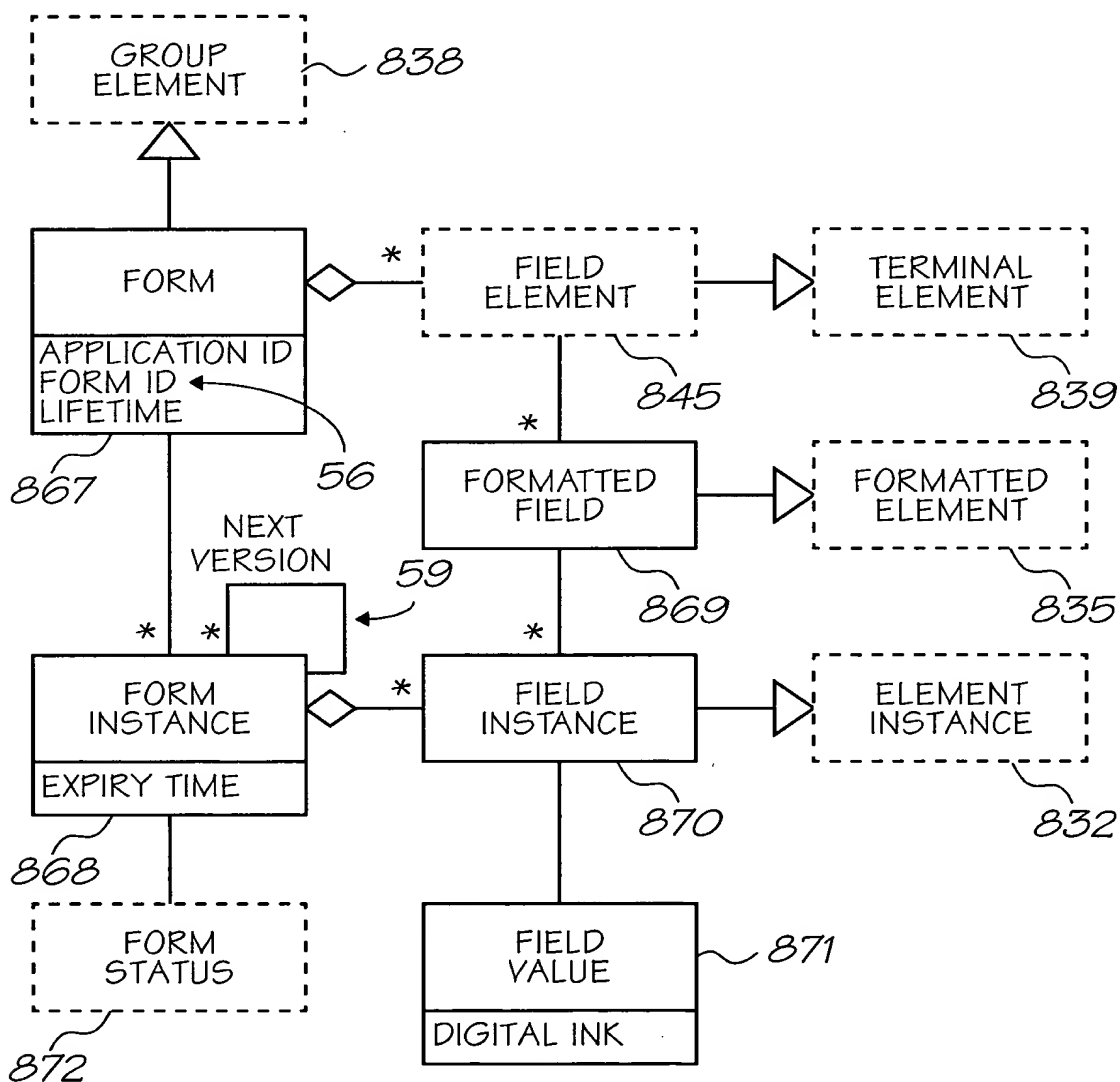 GROUP
ELEMENT
838
FORM
*
FIELD
ELEMENT
TERMINAL
ELEMENT
APPLICATION ID
FORM ID
LIFETIME
845
839
867
56
*
FORMATTED
FIELD
FORMATTED
ELEMENT
NEXT
VERSION
59
869
835
*
*
*
FORM
INSTANCE
*
FIELD
INSTANCE
ELEMENT
INSTANCE
EXPIRY TIME
870
832
868
FORM
STATUS
FIELD
VALUE
871
DIGITAL INK
872